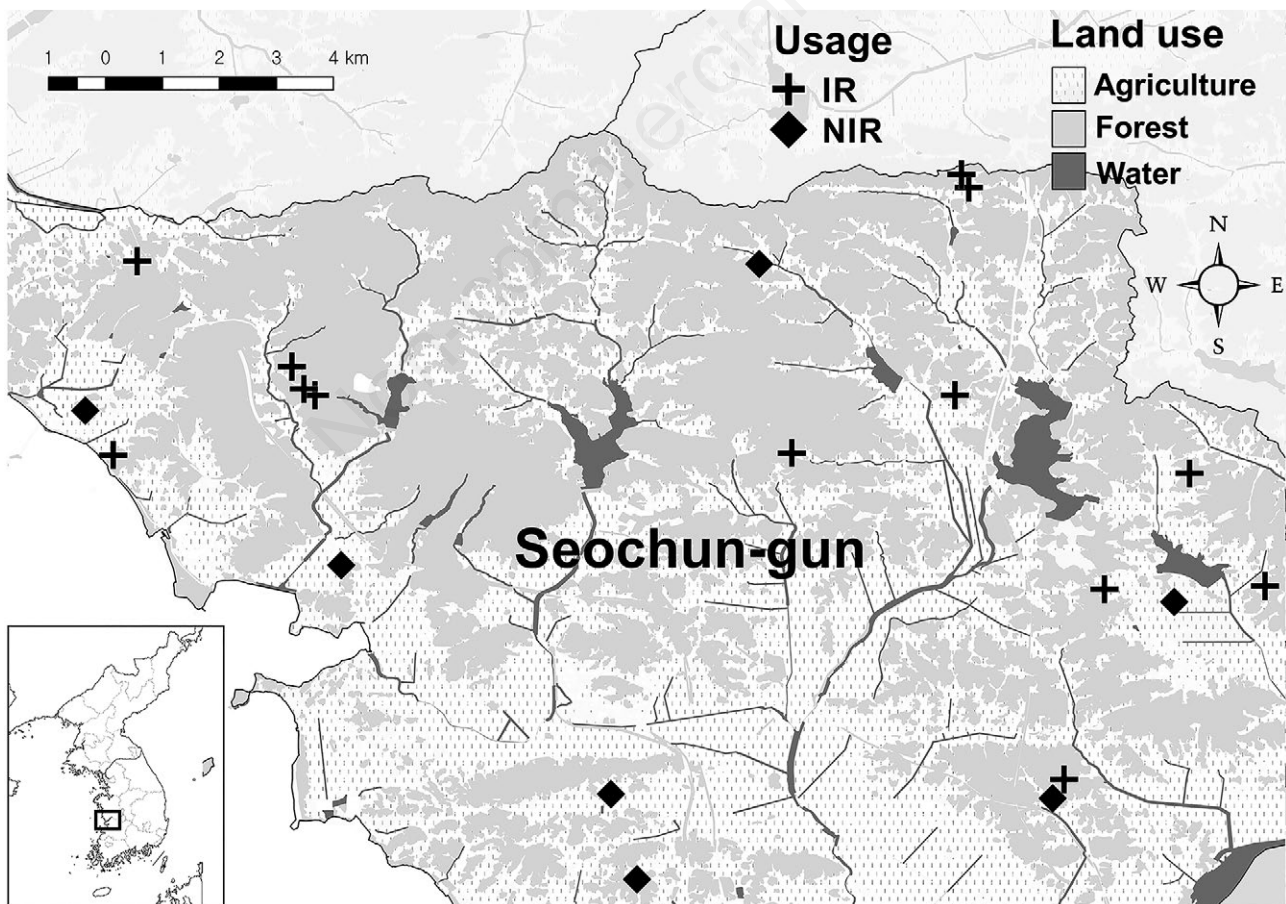 1 0 1 2 3 4 km
Usage
IR
NIR
Land use
Agriculture
Forest
Water
N
W E
S
Seochun-gun